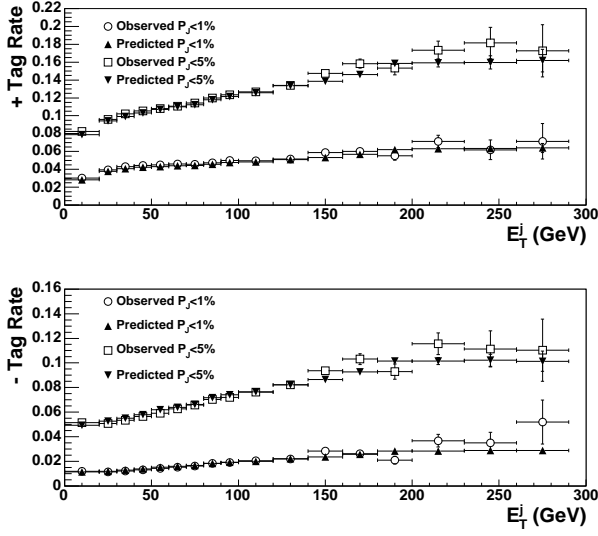 + Tag Rate
0.2
0.18
0.16
0.14
0.12
0.1
0.08
0.06
0.04
0.02
0
Observed P_J<1%
Predicted P_J<1%
Observed P_J<5%
Predicted P_J<5%
0 50 100 150 200 250 300
E_T^j (GeV)
- Tag Rate
0.16
0.14
0.12
0.1
0.08
0.06
0.04
0.02
0
Observed P_J<1%
Predicted P_J<1%
Observed P_J<5%
Predicted P_J<5%
0 50 100 150 200 250 300
E_T^j (GeV)